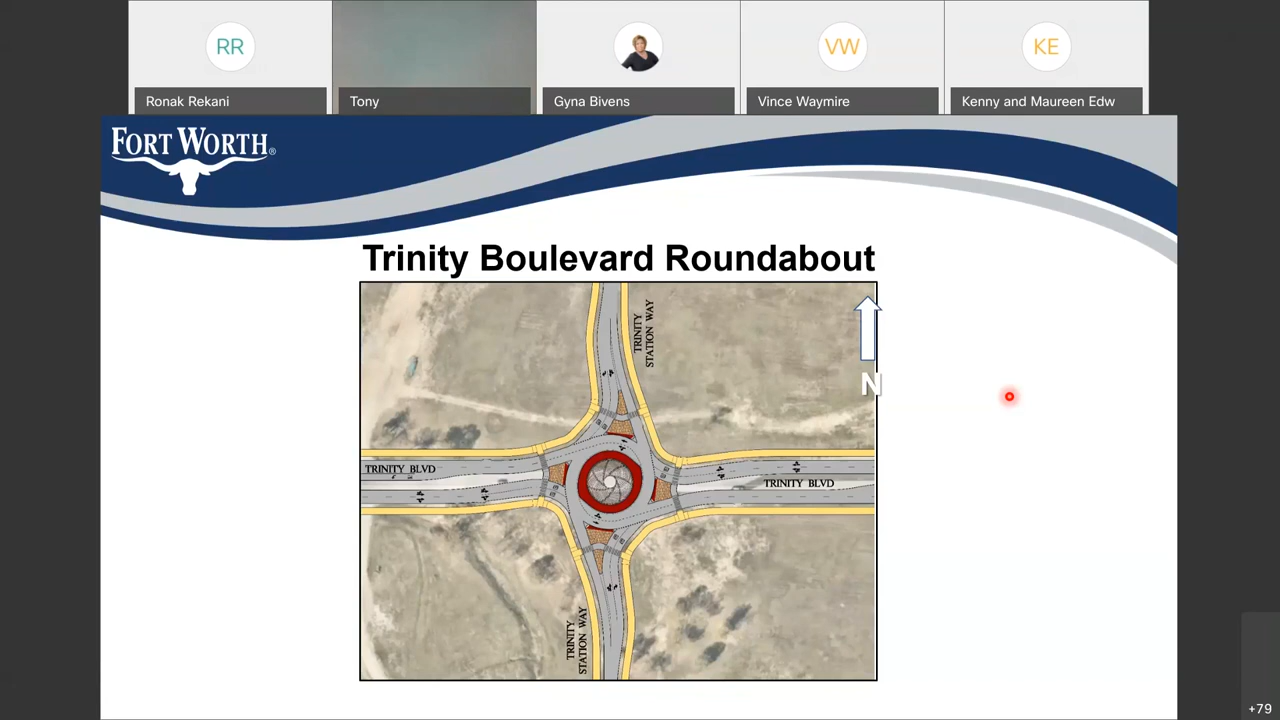 RR
VW
KE
Ronak Rekani
Tony
Gyna Bivens
Vince Waymire
Kenny and Maureen Edw
FORT WORTH®
Trinity Boulevard Roundabout
TRINITY
STATION WAY
N
TRINITY BLVD
TRINITY BLVD
TRINITY
STATION WAY
+79